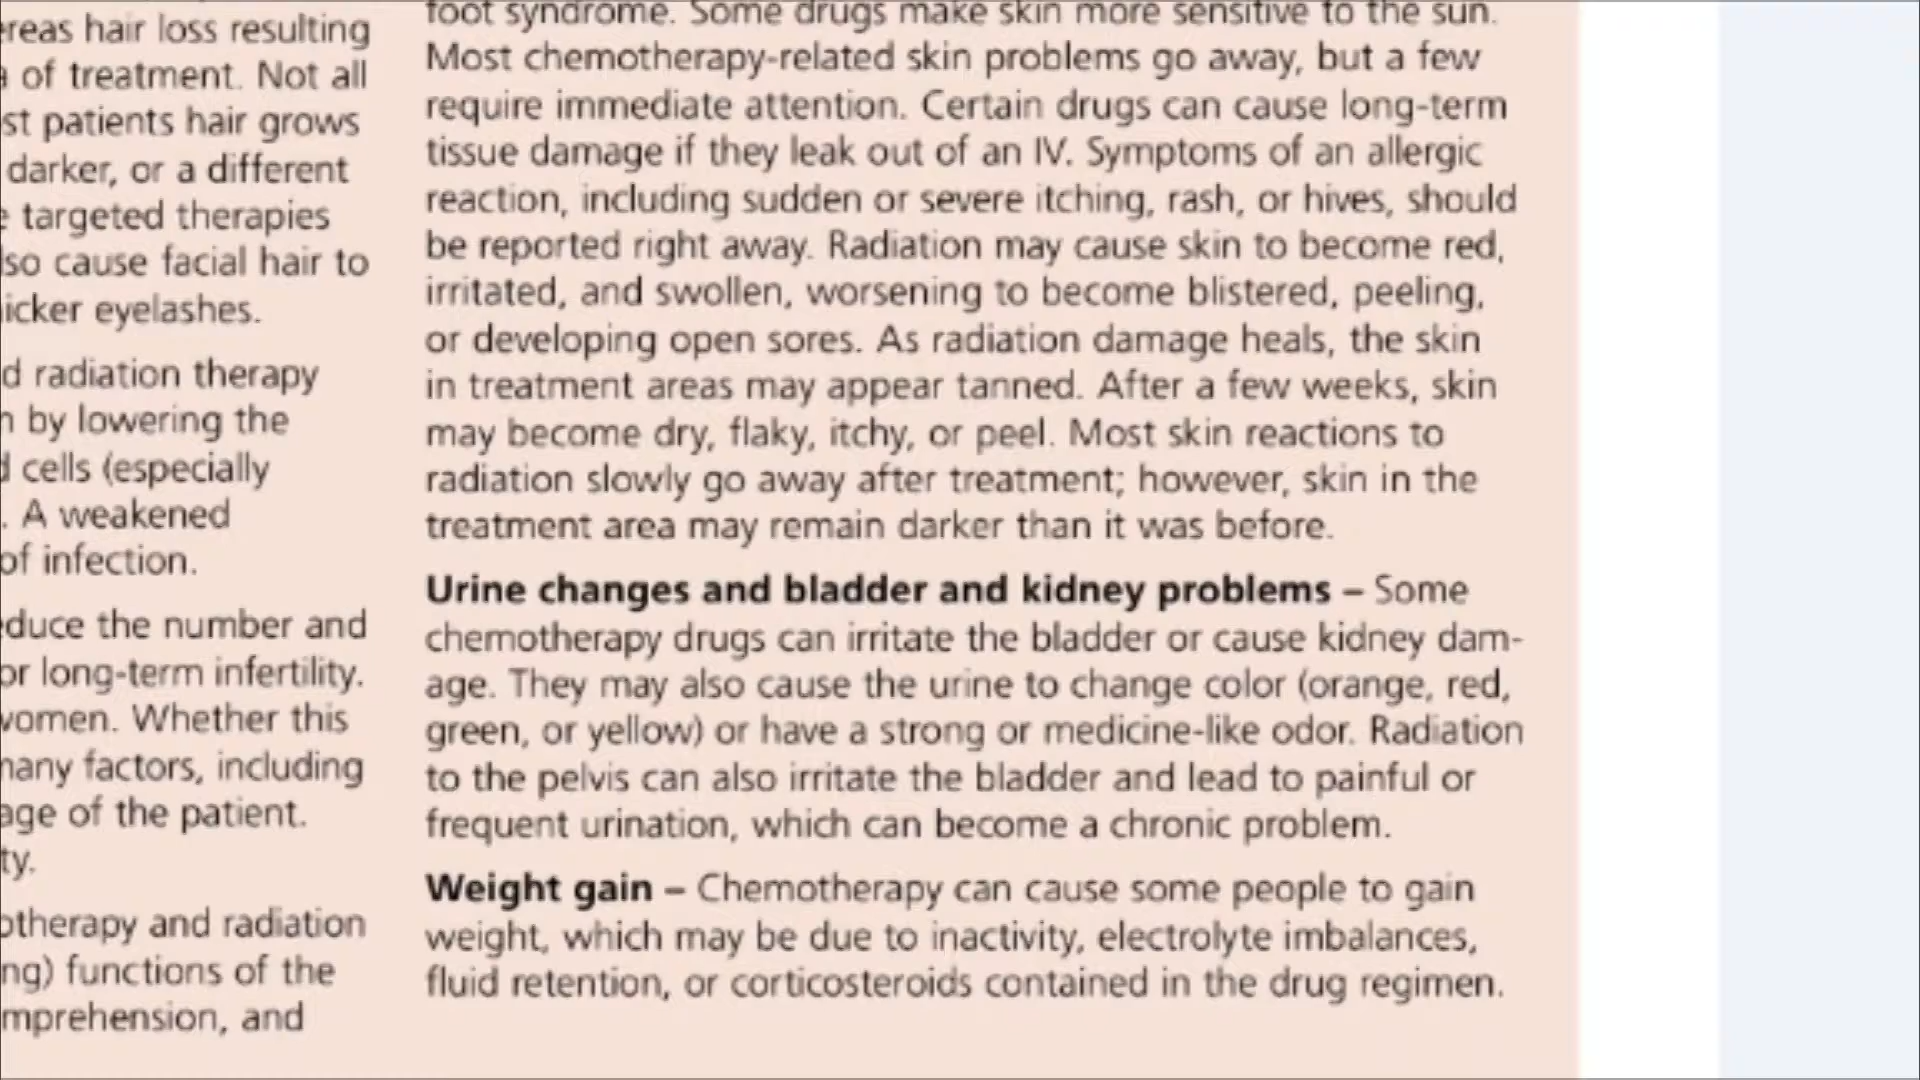 ereas hair loss resulting
of treatment. Not all
st patients hair grows
darker, or a different
e targeted therapies
lso cause facial hair to
hicker eyelashes.
d radiation therapy
n by lowering the
d cells (especially
. A weakened
of infection.
educe the number and
or long-term infertility.
women. Whether this
many factors, including
age of the patient.
ty.
otherapy and radiation
ng) functions of the
mprehension, and
foot syndrome. Some drugs make skin more sensitive to the sun.
Most chemotherapy-related skin problems go away, but a few
require immediate attention. Certain drugs can cause long-term
tissue damage if they leak out of an IV. Symptoms of an allergic
reaction, including sudden or severe itching, rash, or hives, should
be reported right away. Radiation may cause skin to become red,
irritated, and swollen, worsening to become blistered, peeling,
or developing open sores. As radiation damage heals, the skin
in treatment areas may appear tanned. After a few weeks, skin
may become dry, flaky, itchy, or peel. Most skin reactions to
radiation slowly go away after treatment; however, skin in the
treatment area may remain darker than it was before.
Urine changes and bladder and kidney problems – Some
chemotherapy drugs can irritate the bladder or cause kidney dam-
age. They may also cause the urine to change color (orange, red,
green, or yellow) or have a strong or medicine-like odor. Radiation
to the pelvis can also irritate the bladder and lead to painful or
frequent urination, which can become a chronic problem.
Weight gain – Chemotherapy can cause some people to gain
weight, which may be due to inactivity, electrolyte imbalances,
fluid retention, or corticosteroids contained in the drug regimen.